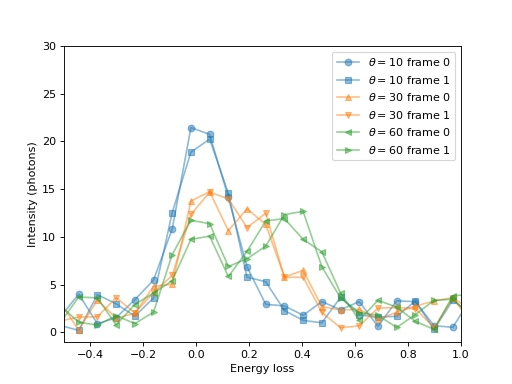 30
25
20
15
10
5
0
Intensity (photons)
θ = 10 frame 0
θ = 10 frame 1
θ = 30 frame 0
θ = 30 frame 1
θ = 60 frame 0
θ = 60 frame 1
−0.4 −0.2 0.0 0.2 0.4 0.6 0.8 1.0
Energy loss